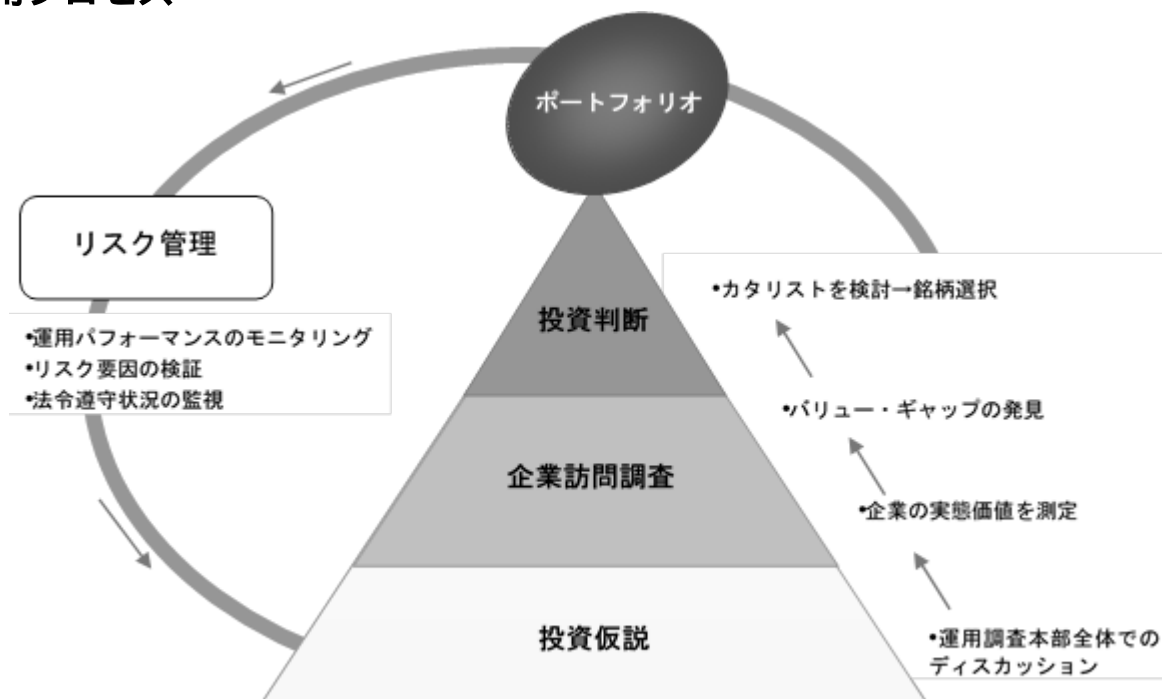 ポートフォリオ
リスク管理
•運用パフォーマンスのモニタリング
•リスク要因の検証
•法令遵守状況の監視
投資判断
企業訪問調査
投資仮説
•カタリストを検討→銘柄選択
•バリュー・ギャップの発見
•企業の実態価値を測定
•運用調査本部全体での
ディスカッション